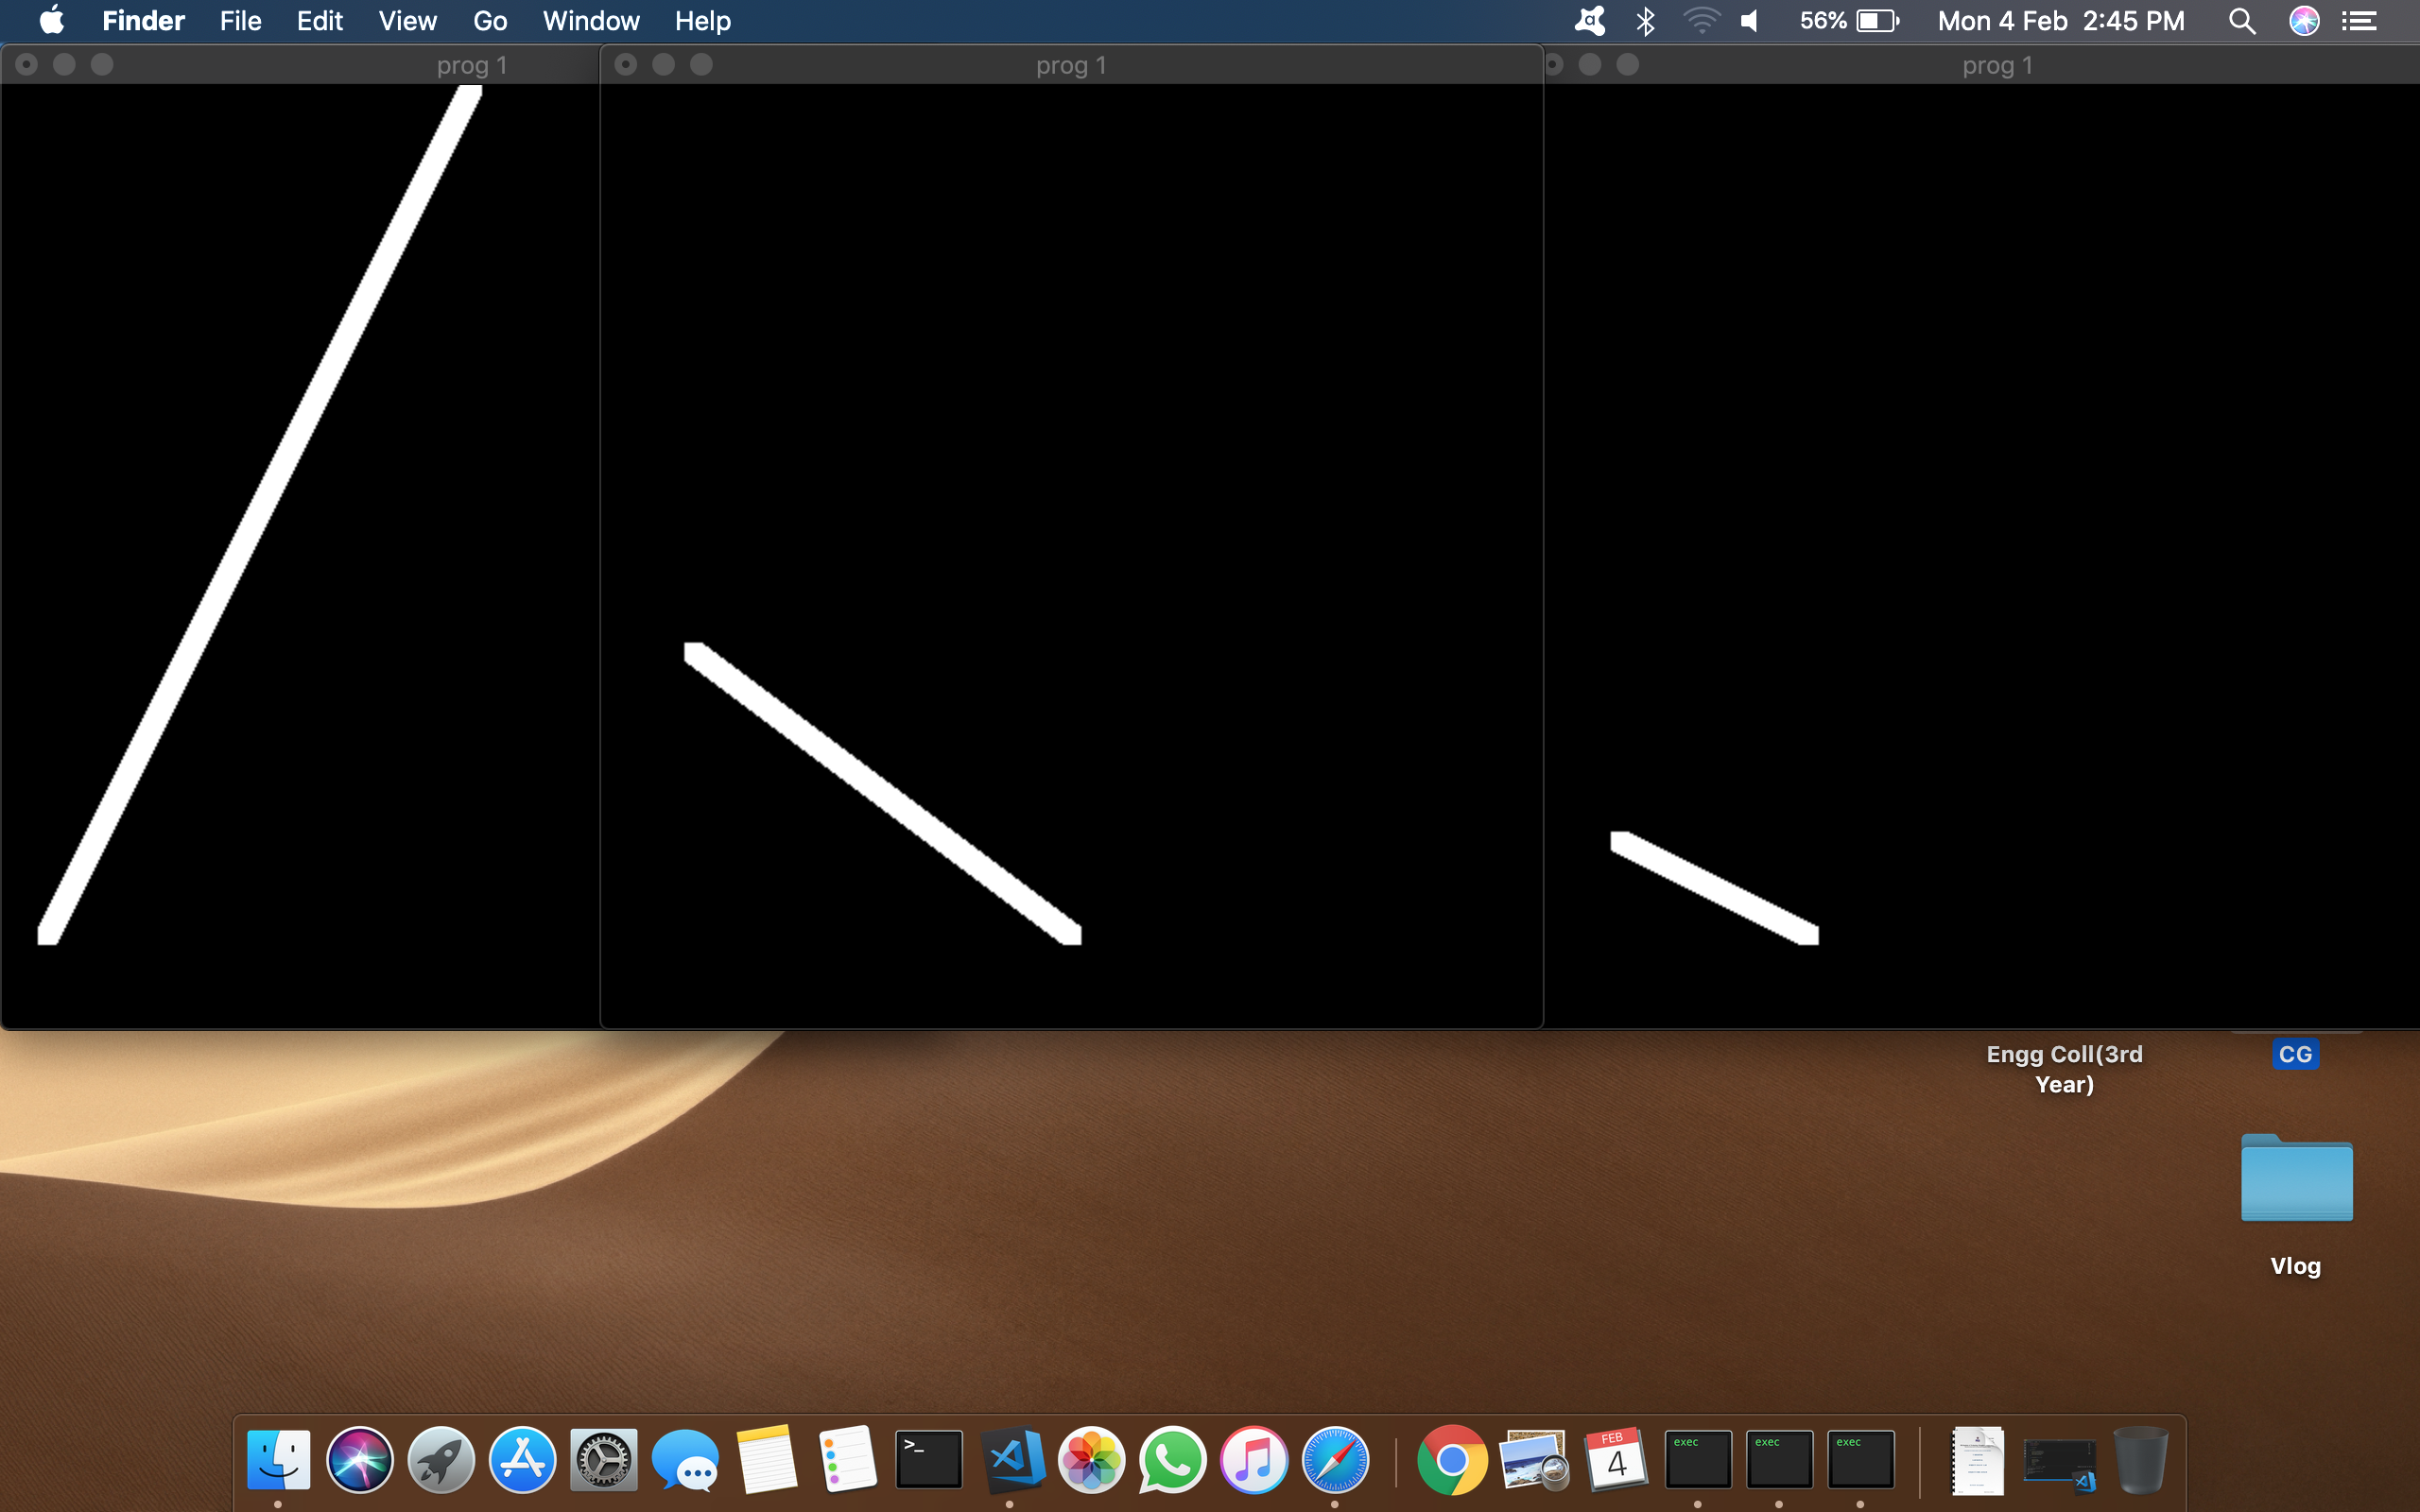 Finder File Edit View Go Window Help 56% Mon 4 Feb 2:45 PM
prog 1 prog 1 prog 1
Engg Coll(3rd
Year)
CG
Vlog
>_
FEB
4
exec exec exec